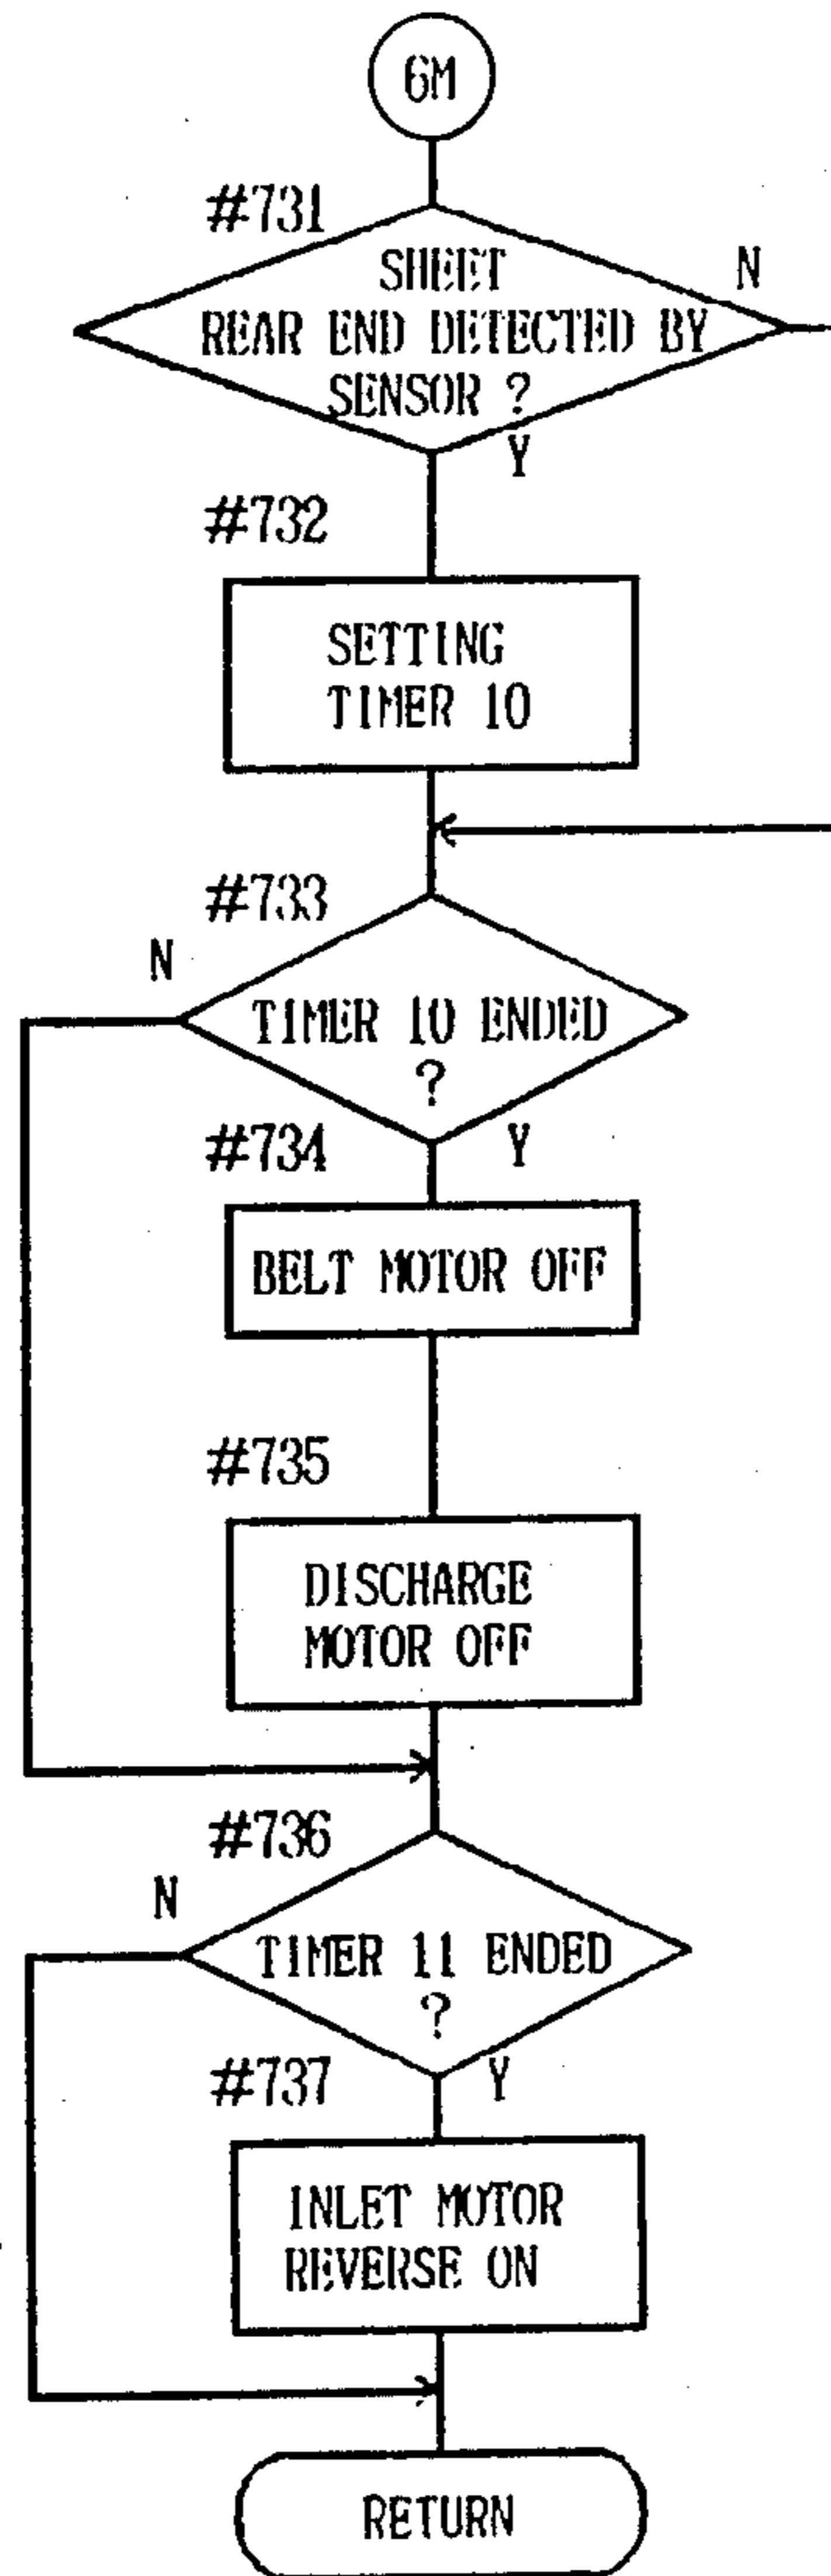 6M
#731
N
SHEET
REAR END DETECTED BY
SENSOR ?
Y
#732
SETTING
TIMER 10
#733
N
TIMER 10 ENDED
?
#734
Y
BELT MOTOR OFF
#735
DISCHARGE
MOTOR OFF
#736
N
TIMER 11 ENDED
?
#737
Y
INLET MOTOR
REVERSE ON
RETURN